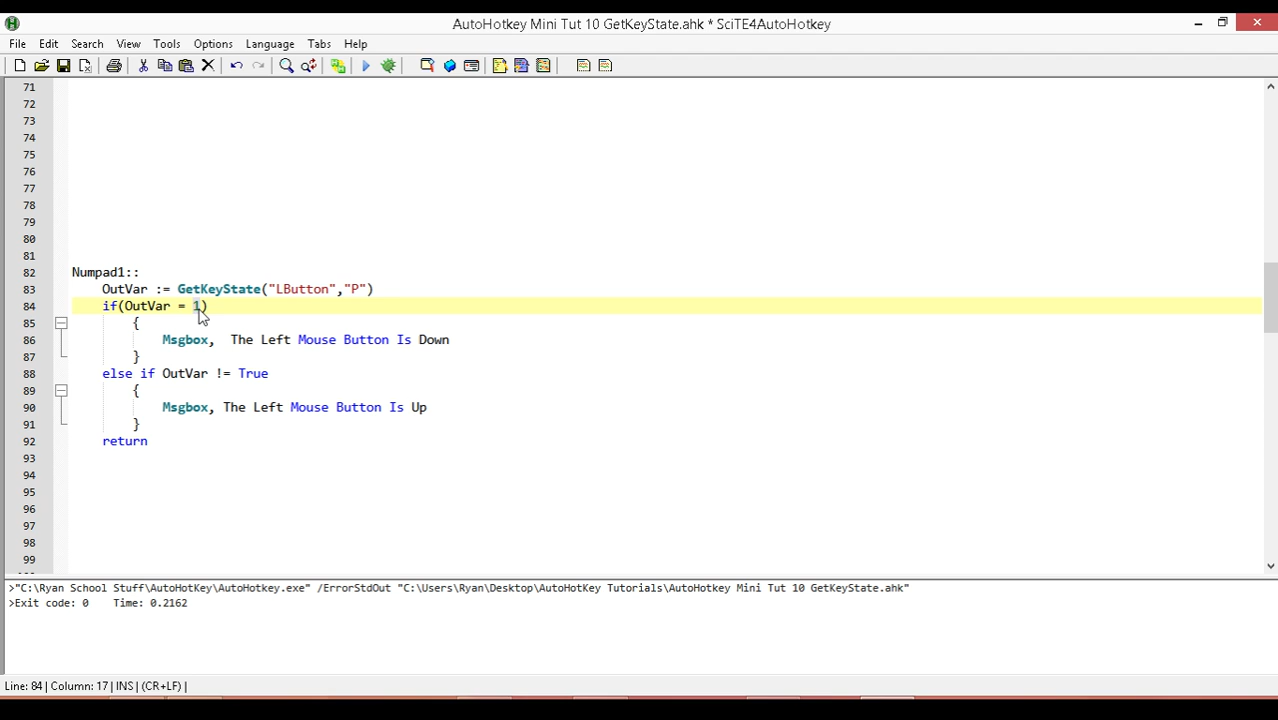 AutoHotkey Mini Tut 10 GetKeyState.ahk * SciTE4AutoHotkey
File Edit Search View Tools Options Language Tabs Help
71
72
73
74
75
76
77
78
79
80
81
82 Numpad1::
83 OutVar := GetKeyState("LButton","P")
84 if(OutVar = 1)
85 {
86 Msgbox,  The Left Mouse Button Is Down
87 }
88 else if OutVar != True
89 {
90 Msgbox, The Left Mouse Button Is Up
91 }
92 return
93
94
95
96
97
98
99
>"C:\Ryan School Stuff\AutoHotKey\AutoHotkey.exe" /ErrorStdOut "C:\Users\Ryan\Desktop\AutoHotKey Tutorials\AutoHotkey Mini Tut 10 GetKeyState.ahk"
>Exit code: 0    Time: 0.2162
Line: 84 | Column: 17 | INS | (CR+LF) |